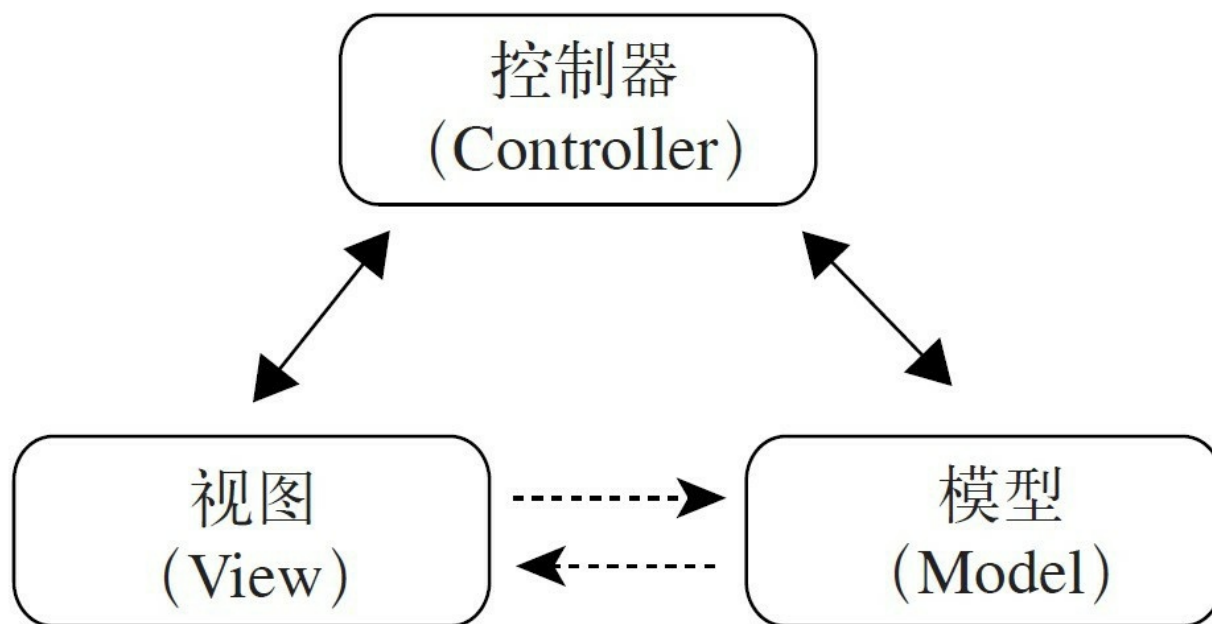 控制器
(Controller)
视图
(View)
模型
(Model)